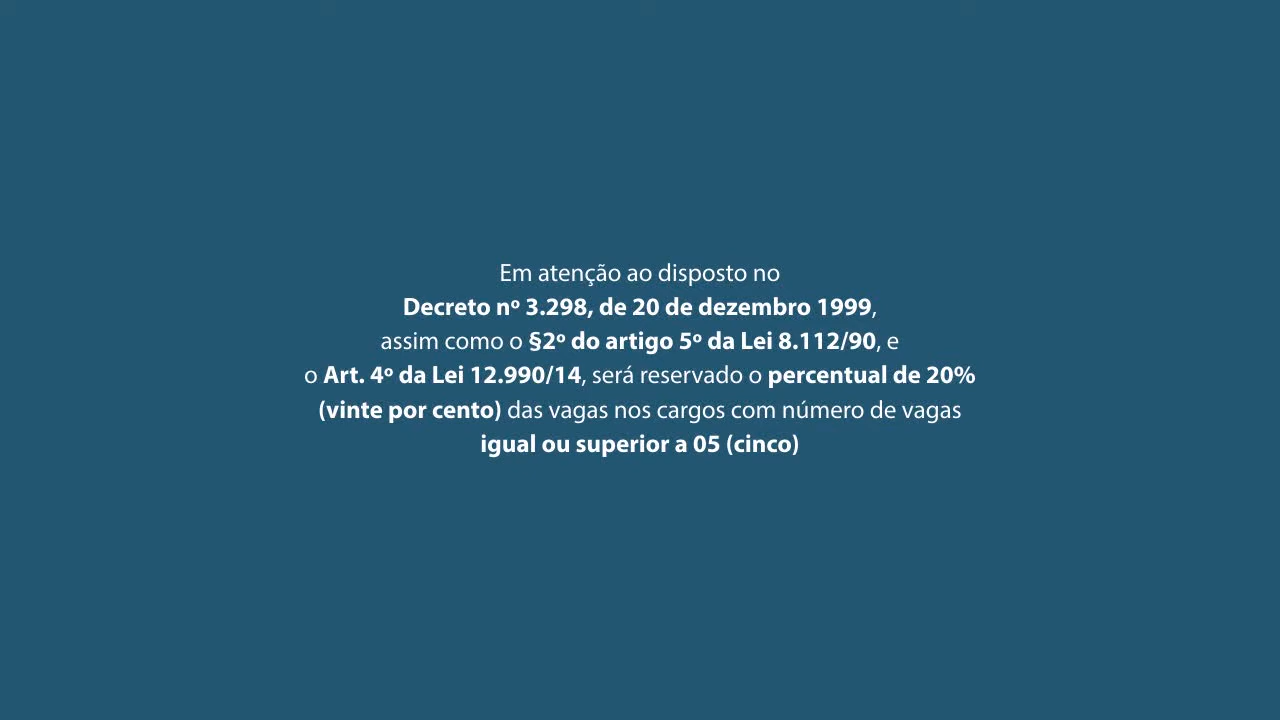 Em atenção ao disposto no
Decreto nº 3.298, de 20 de dezembro 1999,
assim como o §2º do artigo 5º da Lei 8.112/90, e
o Art. 4º da Lei 12.990/14, será reservado o percentual de 20%
(vinte por cento) das vagas nos cargos com número de vagas
igual ou superior a 05 (cinco)